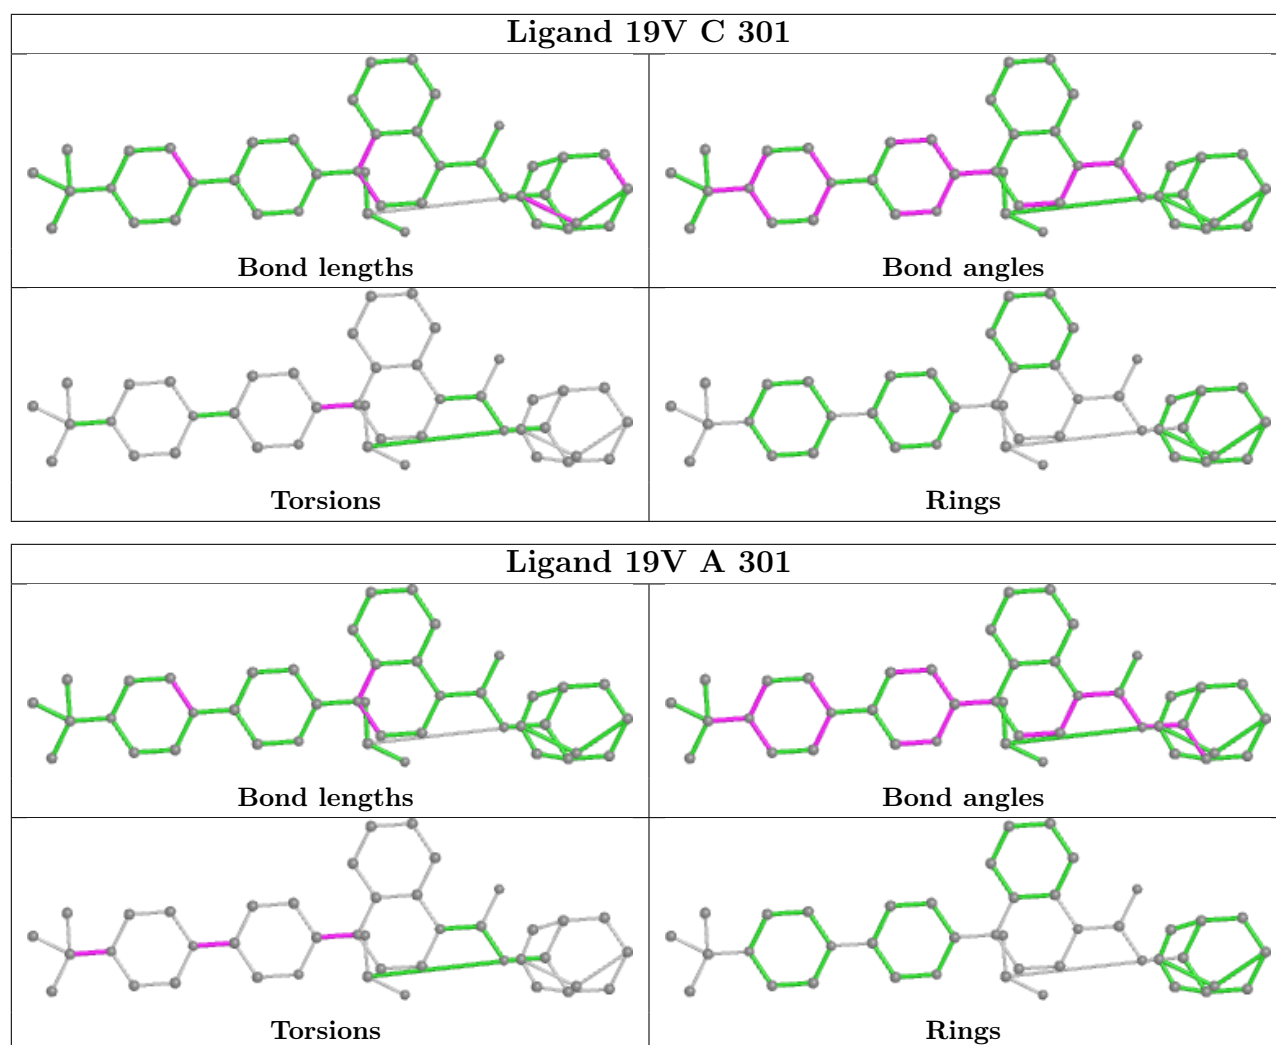 Ligand 19V C 301
Bond lengths
Bond angles
Torsions
Rings
Ligand 19V A 301
Bond lengths
Bond angles
Torsions
Rings